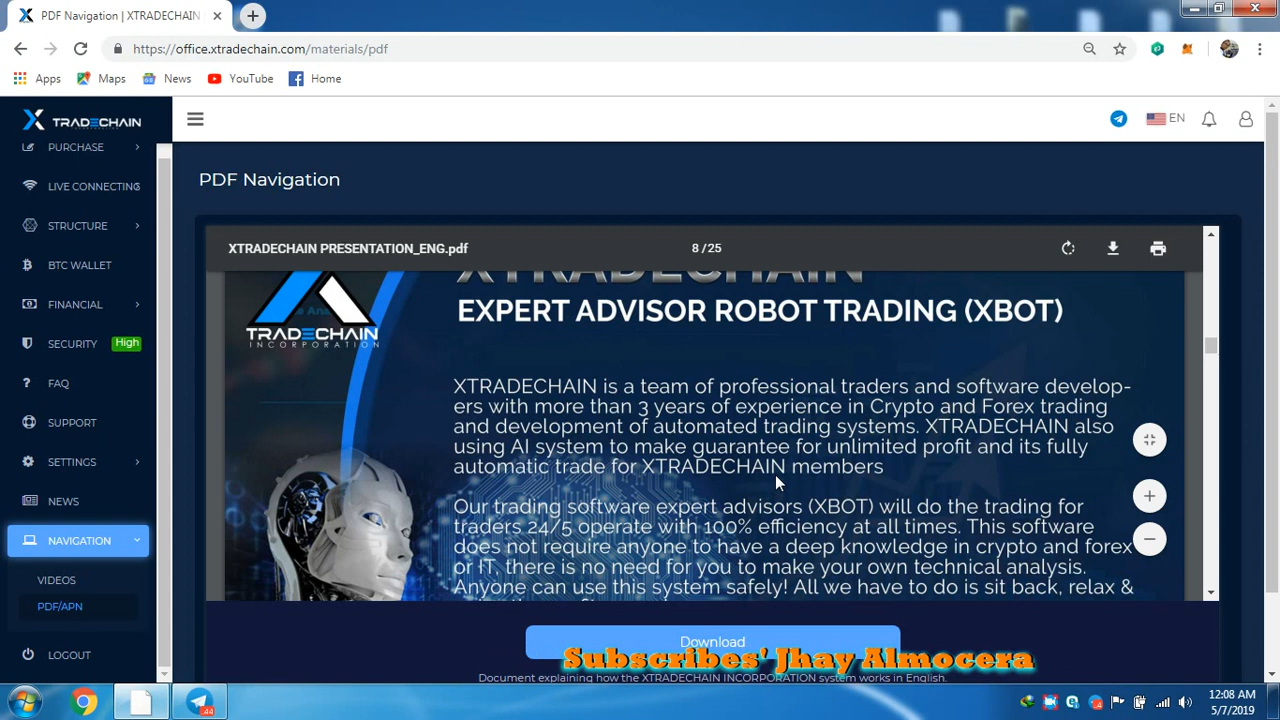 PDF Navigation | XTRADECHAIN
https://office.xtradechain.com/materials/pdf
Apps
Maps
News
YouTube
Home
TRADECHAIN
INCORPORATION
EN
PURCHASE
LIVE CONNECTING
STRUCTURE
BTC WALLET
FINANCIAL
SECURITY
High
FAQ
SUPPORT
SETTINGS
NEWS
NAVIGATION
VIDEOS
PDF/APN
LOGOUT
PDF Navigation
XTRADECHAIN PRESENTATION_ENG.pdf
8 / 25
XTRADECHAIN
EXPERT ADVISOR ROBOT TRADING (XBOT)
TRADECHAIN
INCORPORATION
XTRADECHAIN is a team of professional traders and software develop-
ers with more than 3 years of experience in Crypto and Forex trading
and development of automated trading systems. XTRADECHAIN also
using AI system to make guarantee for unlimited profit and its fully
automatic trade for XTRADECHAIN members
Our trading software expert advisors (XBOT) will do the trading for
traders 24/5 operate with 100% efficiency at all times. This software
does not require anyone to have a deep knowledge in crypto and forex
or IT, there is no need for you to make your own technical analysis.
Anyone can use this system safely! All we have to do is sit back, relax &
Download
Subscribes' Jhay Almocera
Document explaining how the XTRADECHAIN INCORPORATION system works in English.
44
12:08 AM
5/7/2019